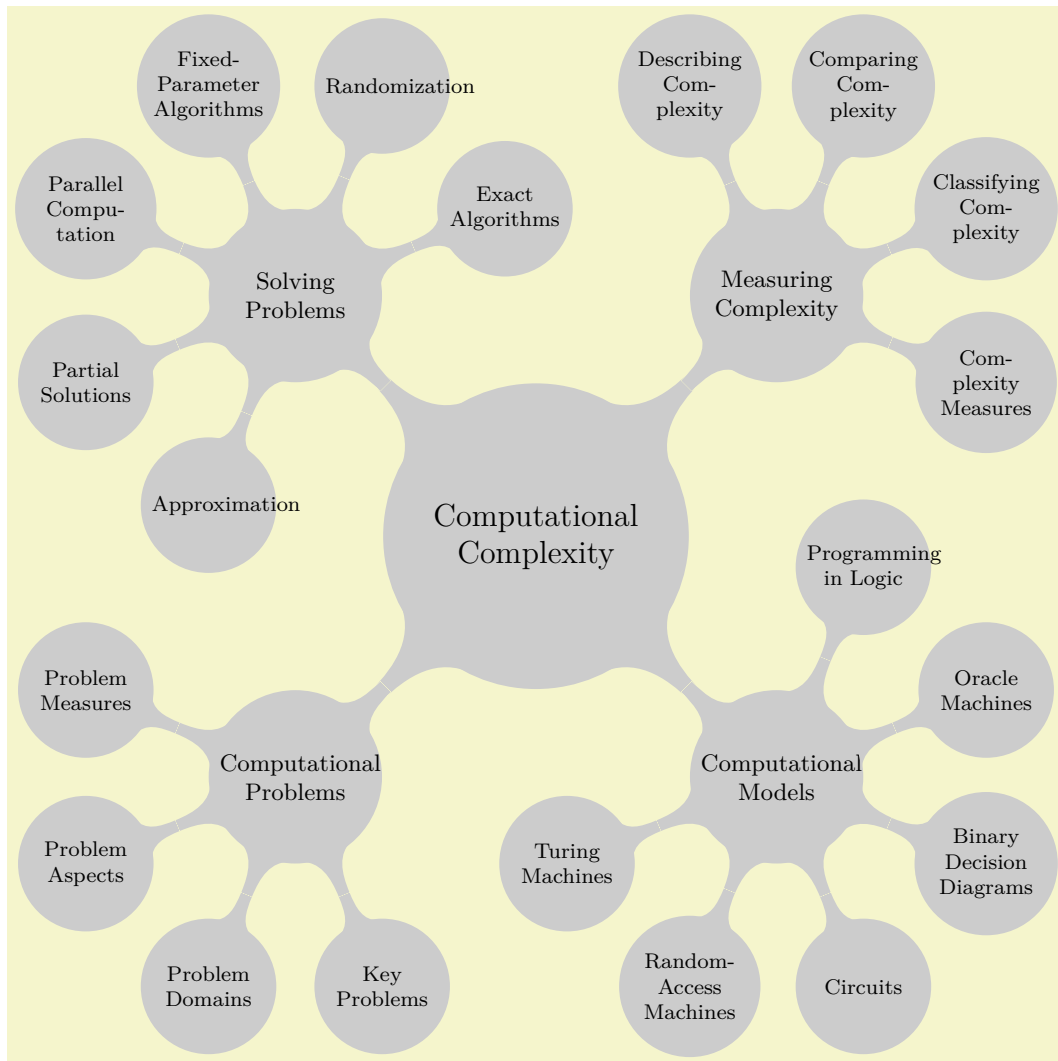 Fixed-
Parameter
Algorithms
Randomization
Describing
Com-
plexity
Comparing
Com-
plexity
Parallel
Compu-
tation
Exact
Algorithms
Classifying
Com-
plexity
Solving
Problems
Measuring
Complexity
Partial
Solutions
Com-
plexity
Measures
Approximation
Computational
Complexity
Programming
in Logic
Problem
Measures
Oracle
Machines
Computational
Problems
Computational
Models
Problem
Aspects
Turing
Machines
Binary
Decision
Diagrams
Problem
Domains
Key
Problems
Random-
Access
Machines
Circuits